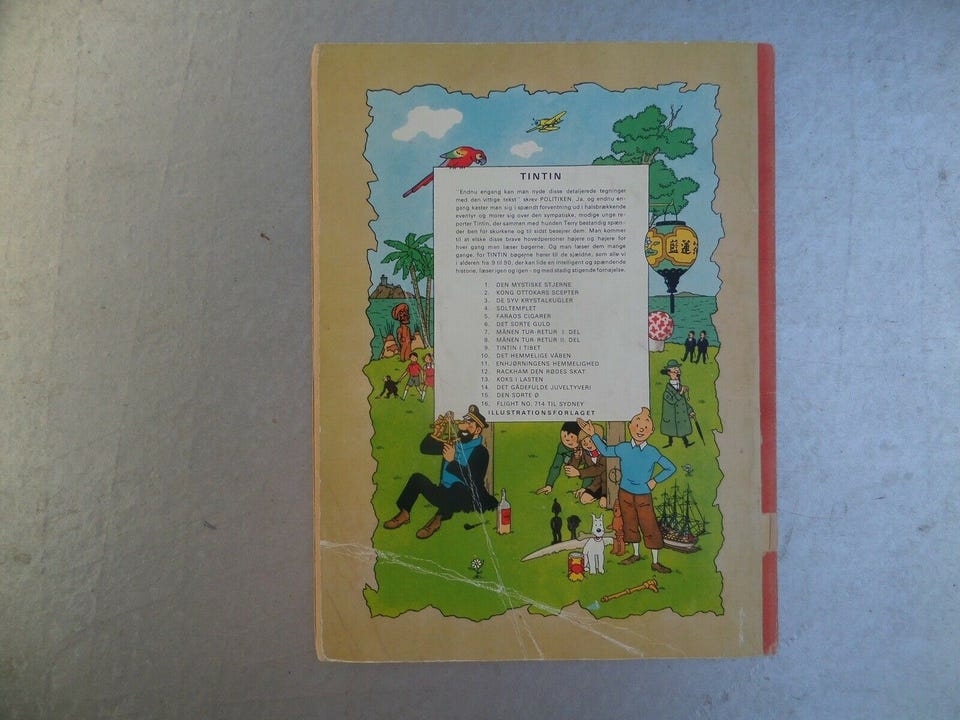 TINTIN
"Endnu engang kan man nyde disse detaljerede tegninger
med den vittige tekst" skrev POLITIKEN. Ja, og endnu en-
gang kaster man sig i spændt forventning ud i halsbrækkende
eventyr og morer sig over den sympatiske, modige unge re-
porter Tintin, der sammen med hunden Terry bestandig spæn-
der ben for skurkene og til sidst besejrer dem. Man kommer
til at elske disse brave hovedpersoner højere og højere for
hver gang man læser bøgerne. Og man læser dem mange
gange, for TINTIN bøgerne hører til de sjældne, som alle vi
i alderen fra 9 til 90, der kan lide en intelligent og spændende
historie, læser igen og igen - og med stadig stigende fornøjelse.
1. DEN MYSTISKE STJERNE
2. KONG OTTOKARS SCEPTER
3. DE SYV KRYSTALKUGLER
4. SOLTEMPLET
5. FARAOS CIGARER
6. DET SORTE GULD
7. MÅNEN TUR-RETUR I. DEL
8. MÅNEN TUR-RETUR II. DEL
9. TINTIN I TIBET
10. DET HEMMELIGE VÅBEN
11. ENHJØRNINGENS HEMMELIGHED
12. RACKHAM DEN RØDES SKAT
13. KOKS I LASTEN
14. DET GÅDEFULDE JUVELTYVERI
15. DEN SORTE Ø
16. FLIGHT NO. 714 TIL SYDNEY
ILLUSTRATIONSFORLAGET